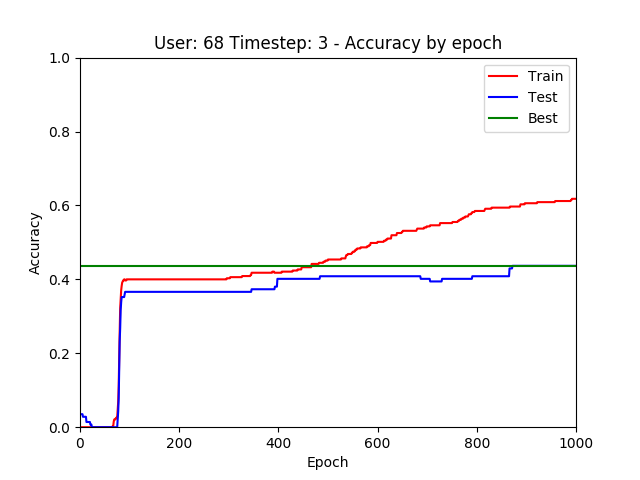 User: 68 Timestep: 3 - Accuracy by epoch
1.0
0.8
0.6
0.4
0.2
0.0
Accuracy
Train
Test
Best
0 200 400 600 800 1000
Epoch